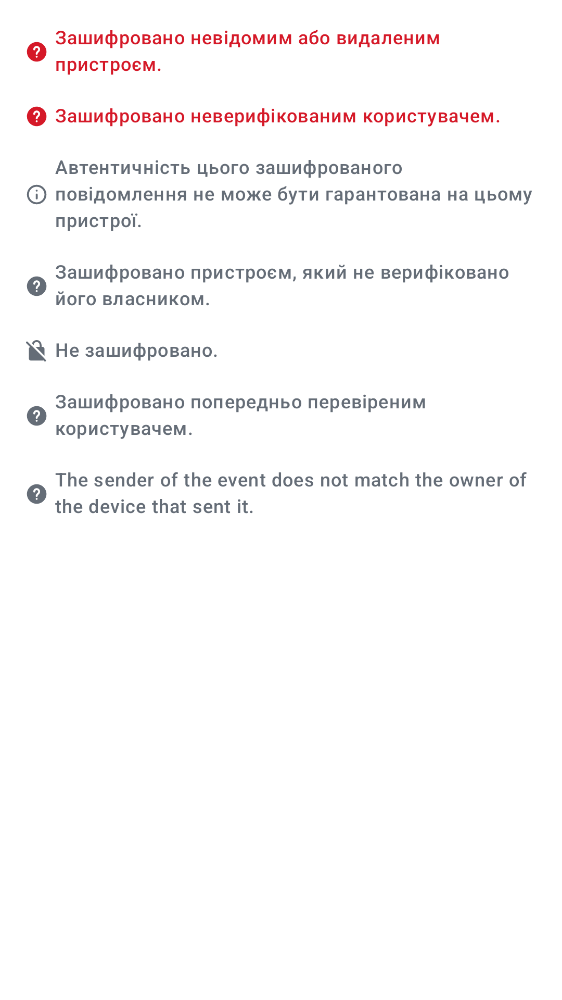 Зашифровано невідомим або видаленим
пристроєм.
Зашифровано неверифікованим користувачем.
Автентичність цього зашифрованого
повідомлення не може бути гарантована на цьому
пристрої.
Зашифровано пристроєм, який не верифіковано
його власником.
Не зашифровано.
Зашифровано попередньо перевіреним
користувачем.
The sender of the event does not match the owner of
the device that sent it.